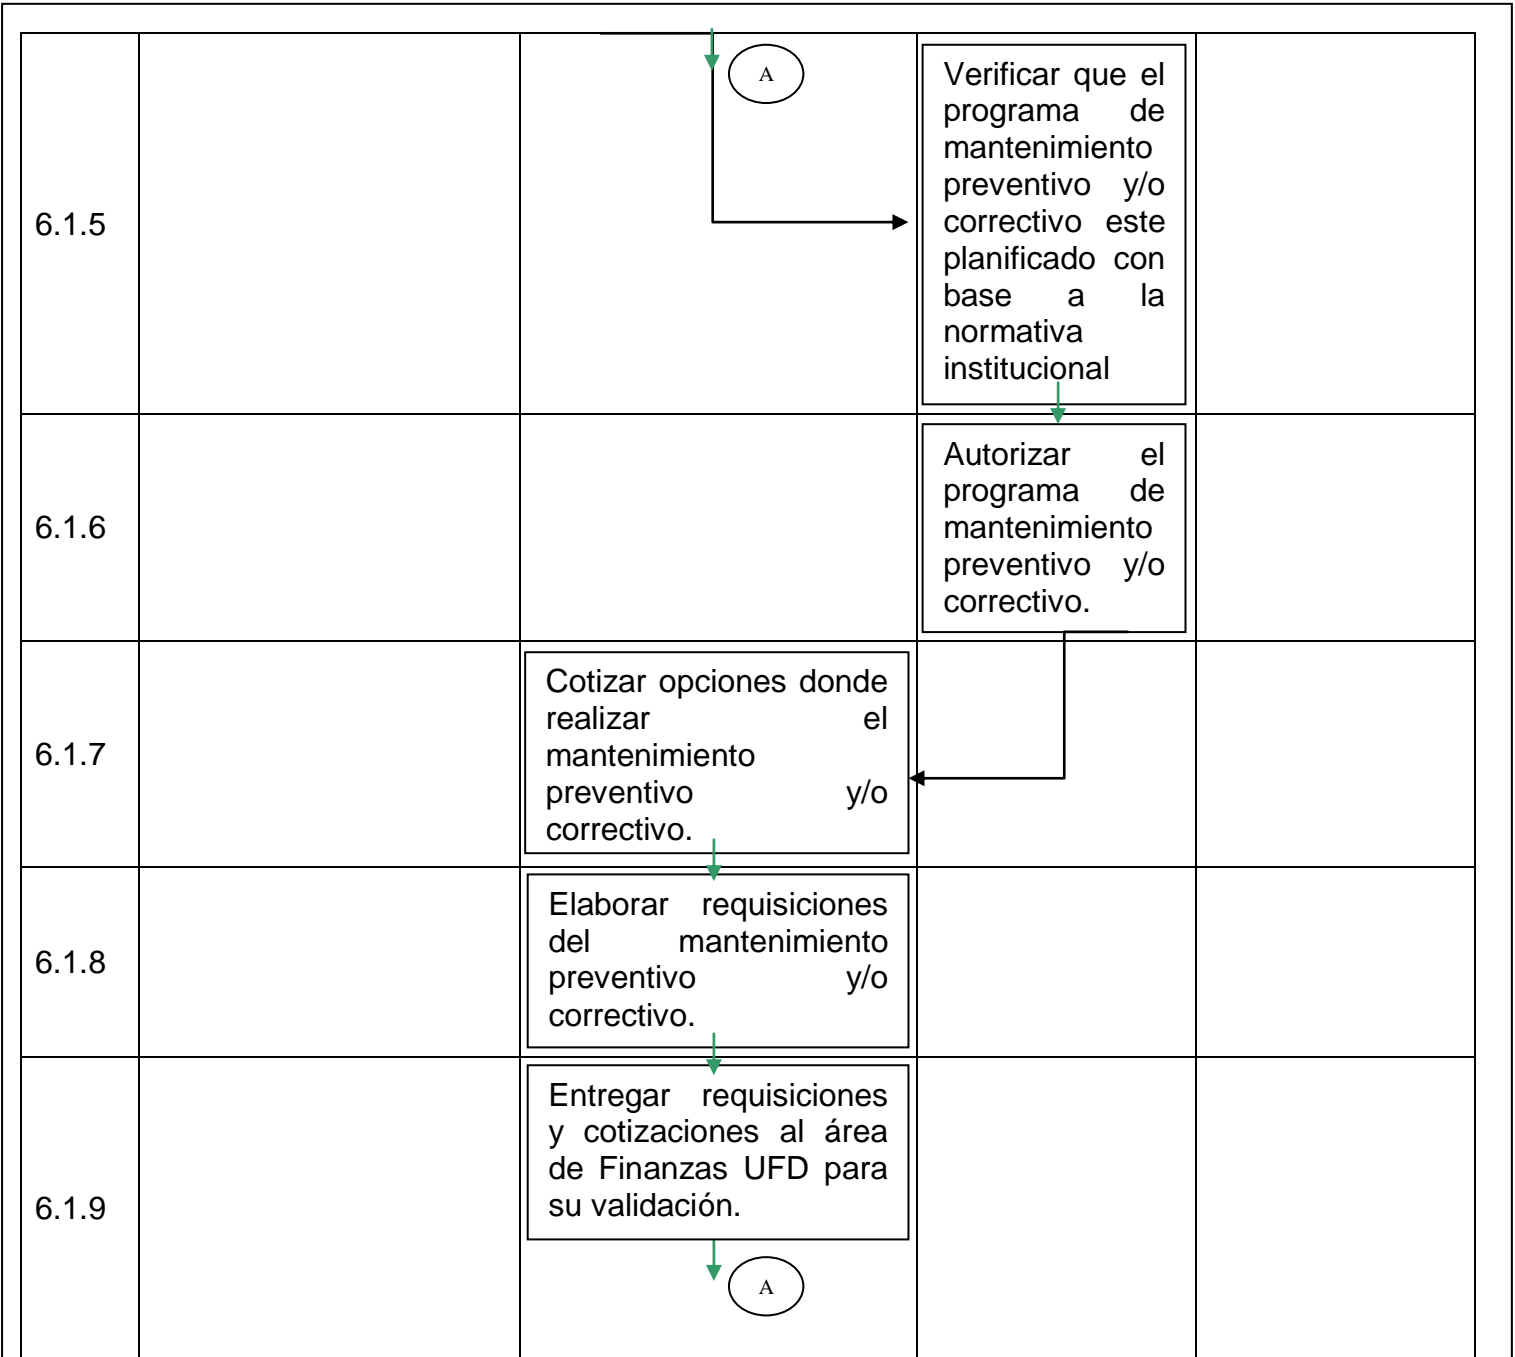 A
6.1.5
Verificar que el
programa de
mantenimiento
preventivo y/o
correctivo este
planificado con
base a la
normativa
institucional
6.1.6
Autorizar el
programa de
mantenimiento
preventivo y/o
correctivo.
6.1.7
Cotizar opciones donde
realizar el
mantenimiento
preventivo y/o
correctivo.
6.1.8
Elaborar requisiciones
del mantenimiento
preventivo y/o
correctivo.
6.1.9
Entregar requisiciones
y cotizaciones al área
de Finanzas UFD para
su validación.
A